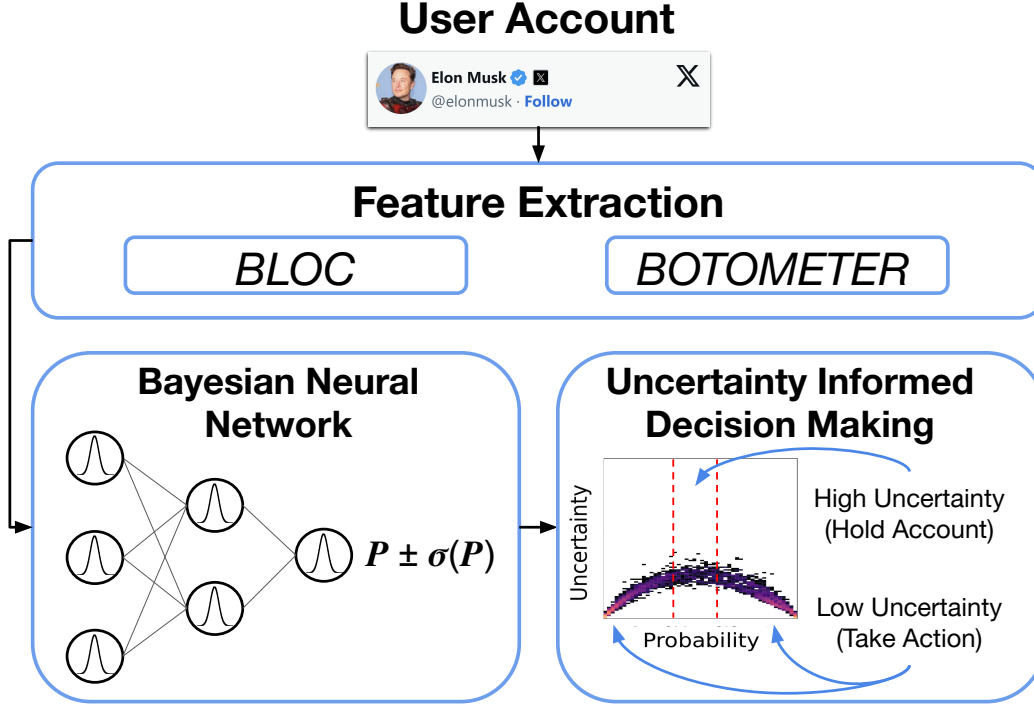 User Account
Elon Musk
@elonmusk · Follow
Feature Extraction
BLOC
BOTOMETER
Bayesian Neural
Network
P ± σ(P)
Uncertainty Informed
Decision Making
Uncertainty
Probability
High Uncertainty
(Hold Account)
Low Uncertainty
(Take Action)